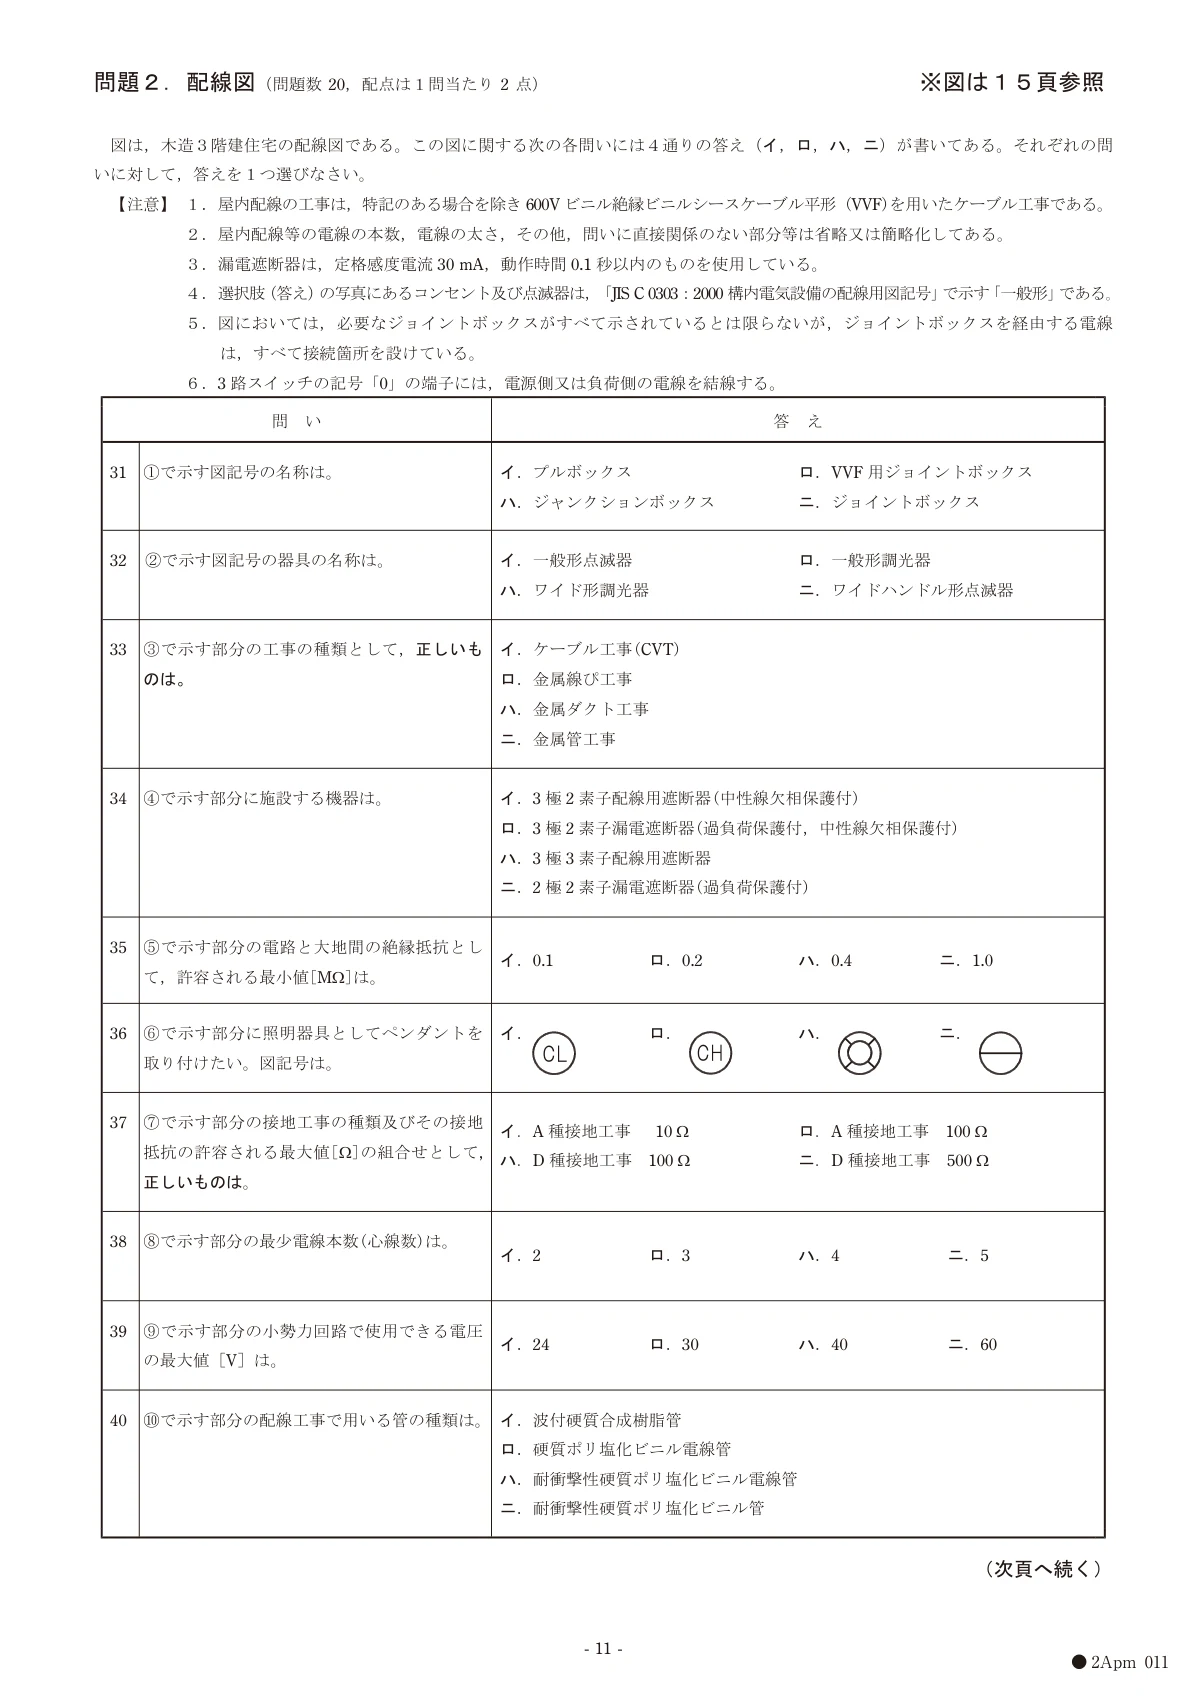 問題２．配線図（問題数 20，配点は１問当たり 2 点）
※図は１５頁参照
図は，木造３階建住宅の配線図である。この図に関する次の各問いには４通りの答え（イ，ロ，ハ，ニ）が書いてある。それぞれの問
いに対して，答えを１つ選びなさい。
【注意】 １．屋内配線の工事は，特記のある場合を除き 600V ビニル絶縁ビニルシースケーブル平形（VVF）を用いたケーブル工事である。
２．屋内配線等の電線の本数，電線の太さ，その他，問いに直接関係のない部分等は省略又は簡略化してある。
３．漏電遮断器は，定格感度電流 30 mA，動作時間 0.1 秒以内のものを使用している。
４．選択肢（答え）の写真にあるコンセント及び点滅器は，「JIS C 0303 : 2000 構内電気設備の配線用図記号」で示す「一般形」である。
５．図においては，必要なジョイントボックスがすべて示されているとは限らないが，ジョイントボックスを経由する電線
は，すべて接続箇所を設けている。
６．3 路スイッチの記号「0」の端子には，電源側又は負荷側の電線を結線する。
問　い
答　え
31 ①で示す図記号の名称は。
イ．プルボックス ロ．VVF 用ジョイントボックス
ハ．ジャンクションボックス ニ．ジョイントボックス
32 ②で示す図記号の器具の名称は。
イ．一般形点滅器 ロ．一般形調光器
ハ．ワイド形調光器 ニ．ワイドハンドル形点滅器
33 ③で示す部分の工事の種類として，正しいも
のは。
イ．ケーブル工事（CVT）
ロ．金属線ぴ工事
ハ．金属ダクト工事
ニ．金属管工事
34 ④で示す部分に施設する機器は。
イ．3 極 2 素子配線用遮断器（中性線欠相保護付）
ロ．3 極 2 素子漏電遮断器（過負荷保護付，中性線欠相保護付）
ハ．3 極 3 素子配線用遮断器
ニ．2 極 2 素子漏電遮断器（過負荷保護付）
35 ⑤で示す部分の電路と大地間の絶縁抵抗とし
て，許容される最小値［MΩ］は。
イ．0.1 ロ．0.2 ハ．0.4 ニ．1.0
36 ⑥で示す部分に照明器具としてペンダントを
取り付けたい。図記号は。
イ． CL ロ． CH ハ． ニ．
37 ⑦で示す部分の接地工事の種類及びその接地
抵抗の許容される最大値［Ω］の組合せとして，
正しいものは。
イ．A 種接地工事　10 Ω ロ．A 種接地工事　100 Ω
ハ．D 種接地工事　100 Ω ニ．D 種接地工事　500 Ω
38 ⑧で示す部分の最少電線本数（心線数）は。
イ．2 ロ．3 ハ．4 ニ．5
39 ⑨で示す部分の小勢力回路で使用できる電圧
の最大値［V］は。
イ．24 ロ．30 ハ．40 ニ．60
40 ⑩で示す部分の配線工事で用いる管の種類は。
イ．波付硬質合成樹脂管
ロ．硬質ポリ塩化ビニル電線管
ハ．耐衝撃性硬質ポリ塩化ビニル電線管
ニ．耐衝撃性硬質ポリ塩化ビニル管
（次頁へ続く）
- 11 -
●2Apm 011